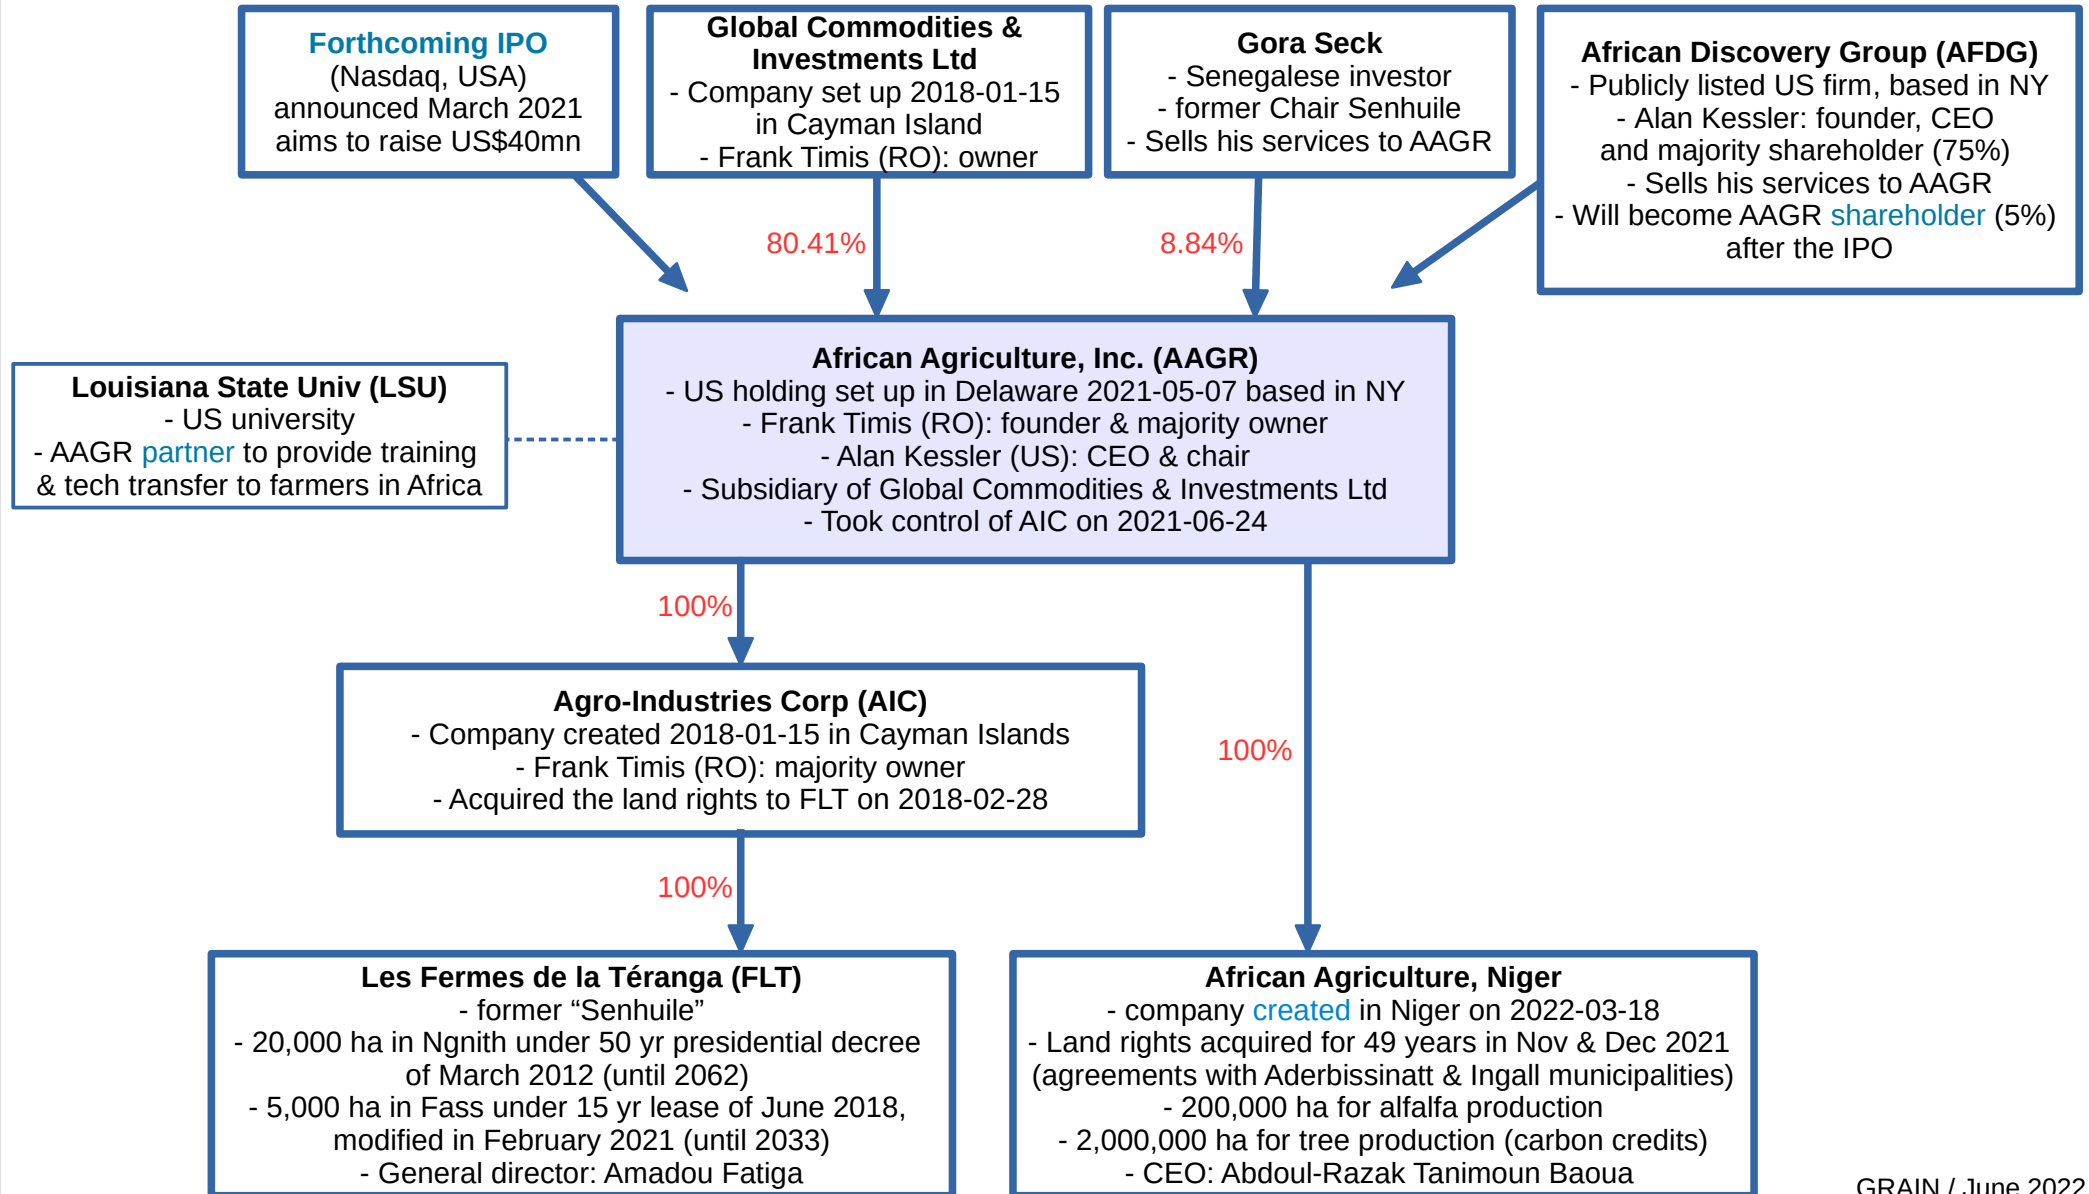 Forthcoming IPO
(Nasdaq, USA)
announced March 2021
aims to raise US$40mn
Global Commodities &
Investments Ltd
- Company set up 2018-01-15
in Cayman Island
- Frank Timis (RO): owner
Gora Seck
- Senegalese investor
- former Chair Senhuile
- Sells his services to AAGR
African Discovery Group (AFDG)
- Publicly listed US firm, based in NY
- Alan Kessler: founder, CEO
and majority shareholder (75%)
- Sells his services to AAGR
- Will become AAGR shareholder (5%)
after the IPO
80.41%
8.84%
Louisiana State Univ (LSU)
- US university
- AAGR partner to provide training
& tech transfer to farmers in Africa
African Agriculture, Inc. (AAGR)
- US holding set up in Delaware 2021-05-07 based in NY
- Frank Timis (RO): founder & majority owner
- Alan Kessler (US): CEO & chair
- Subsidiary of Global Commodities & Investments Ltd
- Took control of AIC on 2021-06-24
100%
Agro-Industries Corp (AIC)
- Company created 2018-01-15 in Cayman Islands
- Frank Timis (RO): majority owner
- Acquired the land rights to FLT on 2018-02-28
100%
100%
Les Fermes de la Téranga (FLT)
- former “Senhuile”
- 20,000 ha in Ngnith under 50 yr presidential decree
of March 2012 (until 2062)
- 5,000 ha in Fass under 15 yr lease of June 2018,
modified in February 2021 (until 2033)
- General director: Amadou Fatiga
African Agriculture, Niger
- company created in Niger on 2022-03-18
- Land rights acquired for 49 years in Nov & Dec 2021
(agreements with Aderbissinatt & Ingall municipalities)
- 200,000 ha for alfalfa production
- 2,000,000 ha for tree production (carbon credits)
- CEO: Abdoul-Razak Tanimoun Baoua
GRAIN / June 2022